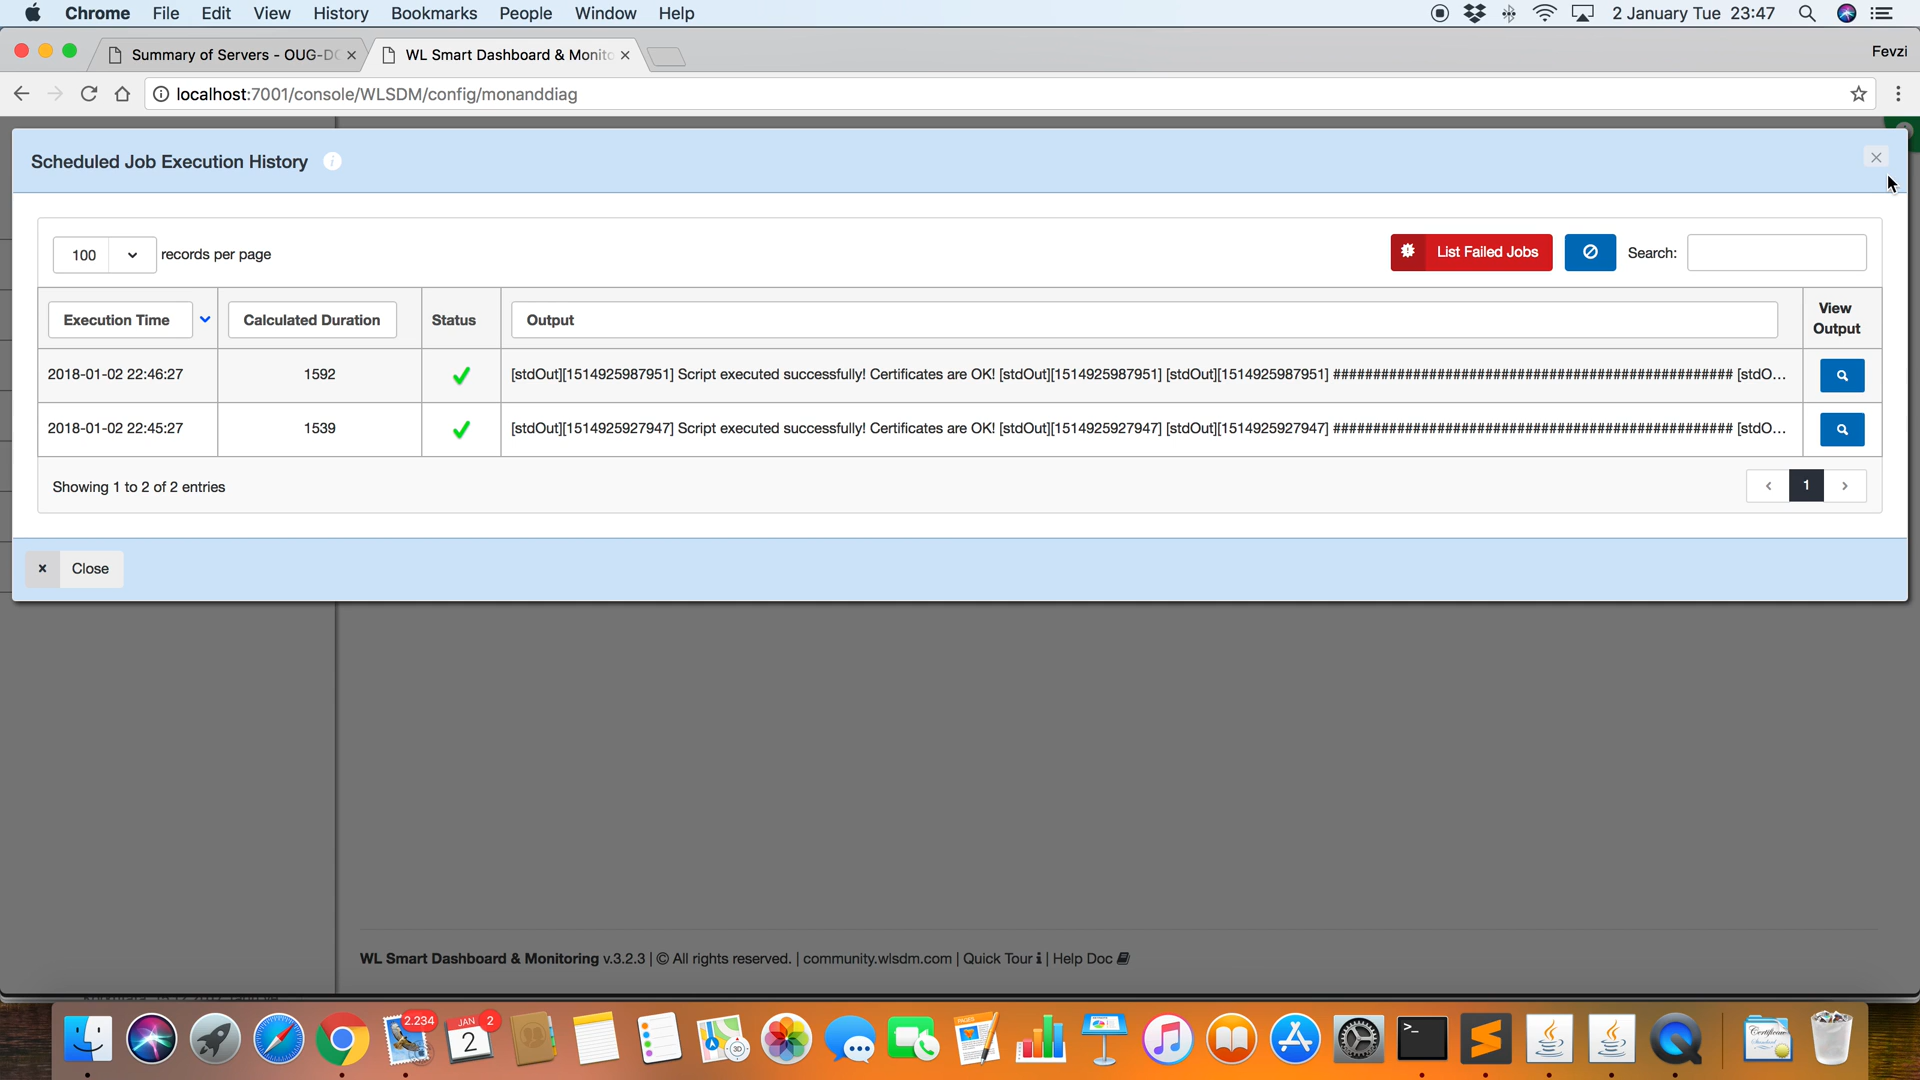 Chrome File Edit View History Bookmarks People Window Help 2 January Tue 23:47
Summary of Servers - OUG-DC WL Smart Dashboard & Monito Fevzi
localhost:7001/console/WLSDM/config/monanddiag
Scheduled Job Execution History
100 records per page List Failed Jobs Search:
Execution Time Calculated Duration Status Output View Output
2018-01-02 22:46:27 1592 [stdOut][1514925987951] Script executed successfully! Certificates are OK! [stdOut][1514925987951] [stdOut][1514925987951] ################################################## [stdO...
2018-01-02 22:45:27 1539 [stdOut][1514925927947] Script executed successfully! Certificates are OK! [stdOut][1514925927947] [stdOut][1514925927947] ################################################## [stdO...
Showing 1 to 2 of 2 entries < 1 >
× Close
WL Smart Dashboard & Monitoring v.3.2.3 | © All rights reserved. | community.wlsdm.com | Quick Tour | Help Doc
2.234 JAN 2 2